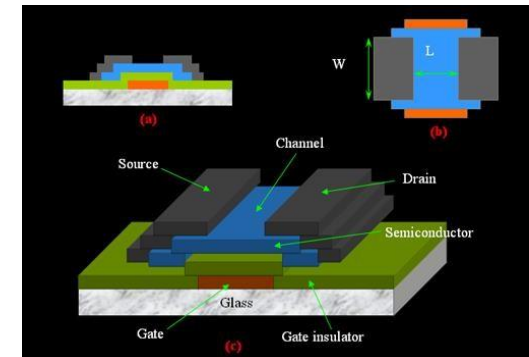 (a)
W
L
(b)
Channel
Source
Drain
Semiconductor
Glass
Gate
Gate insulator
(c)